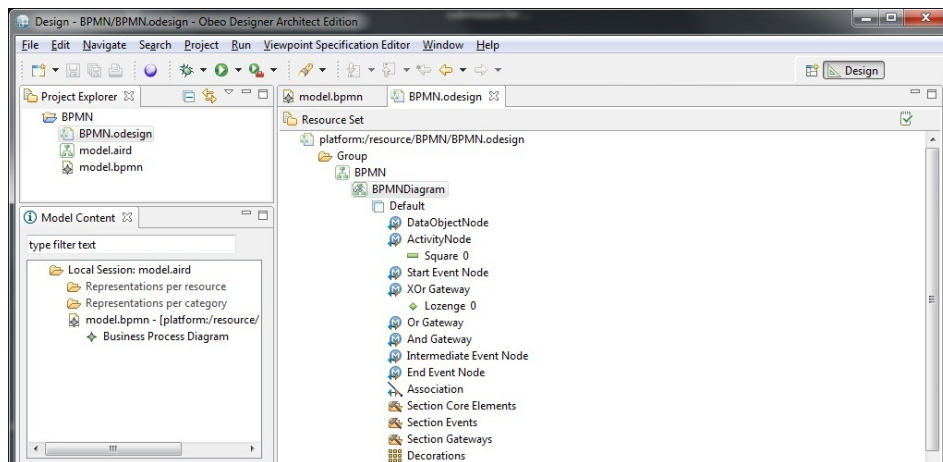 Design - BPMN/BPMN.odesign - Obeo Designer Architect Edition
File Edit Navigate Search Project Run Viewpoint Specification Editor Window Help
Design
Project Explorer
BPMN
BPMN.odesign
model.aird
model.bpmn
Model Content
type filter text
Local Session: model.aird
Representations per resource
Representations per category
model.bpmn - [platform:/resource/
Business Process Diagram
model.bpmn BPMN.odesign
Resource Set
platform:/resource/BPMN/BPMN.odesign
Group
BPMN
BPMNDiagram
Default
DataObjectNode
ActivityNode
Square 0
Start Event Node
XOr Gateway
Lozenge 0
Or Gateway
And Gateway
Intermediate Event Node
End Event Node
Association
Section Core Elements
Section Events
Section Gateways
Decorations